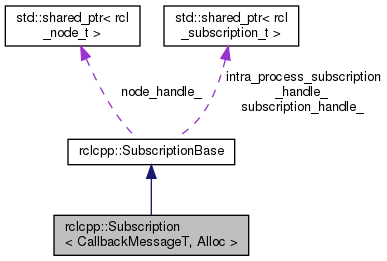 std::shared_ptr< rcl
_node_t >
std::shared_ptr< rcl
_subscription_t >
node_handle_
intra_process_subscription
_handle_
subscription_handle_
rclcpp::SubscriptionBase
rclcpp::Subscription
< CallbackMessageT, Alloc >